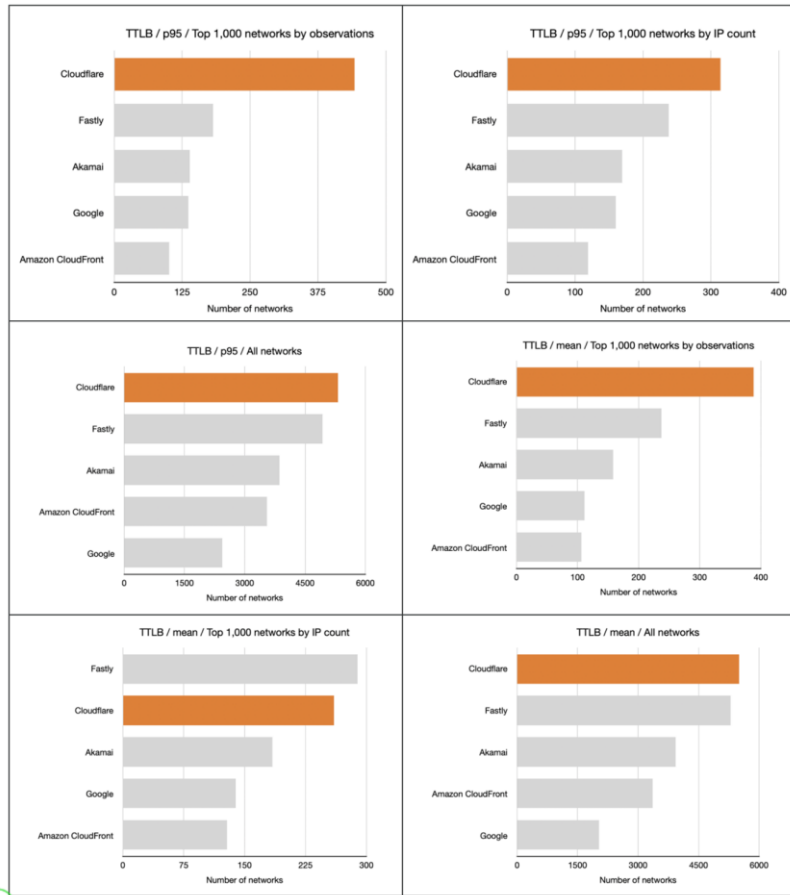 TTLB / p95 / Top 1,000 networks by observations
Cloudflare
Fastly
Akamai
Google
Amazon CloudFront
0 125 250 375 500
Number of networks
TTLB / p95 / Top 1,000 networks by IP count
Cloudflare
Fastly
Akamai
Google
Amazon CloudFront
0 100 200 300 400
Number of networks
TTLB / p95 / All networks
Cloudflare
Fastly
Akamai
Amazon CloudFront
Google
0 1500 3000 4500 6000
Number of networks
TTLB / mean / Top 1,000 networks by observations
Cloudflare
Fastly
Akamai
Google
Amazon CloudFront
0 100 200 300 400
Number of networks
TTLB / mean / Top 1,000 networks by IP count
Fastly
Cloudflare
Akamai
Google
Amazon CloudFront
0 75 150 225 300
Number of networks
TTLB / mean / All networks
Cloudflare
Fastly
Akamai
Amazon CloudFront
Google
0 1500 3000 4500 6000
Number of networks